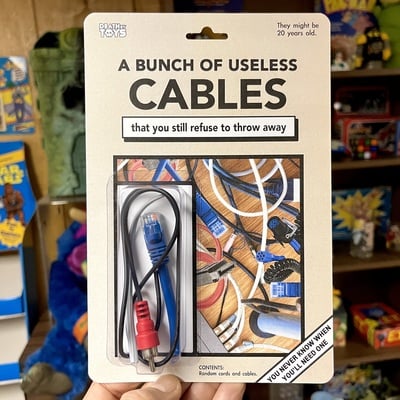 DEATH BY
TOYS
They might be
20 years old.
A BUNCH OF USELESS
CABLES
that you still refuse to throw away
CONTENTS:
Random cords and cables.
YOU NEVER KNOW WHEN
YOU'LL NEED ONE